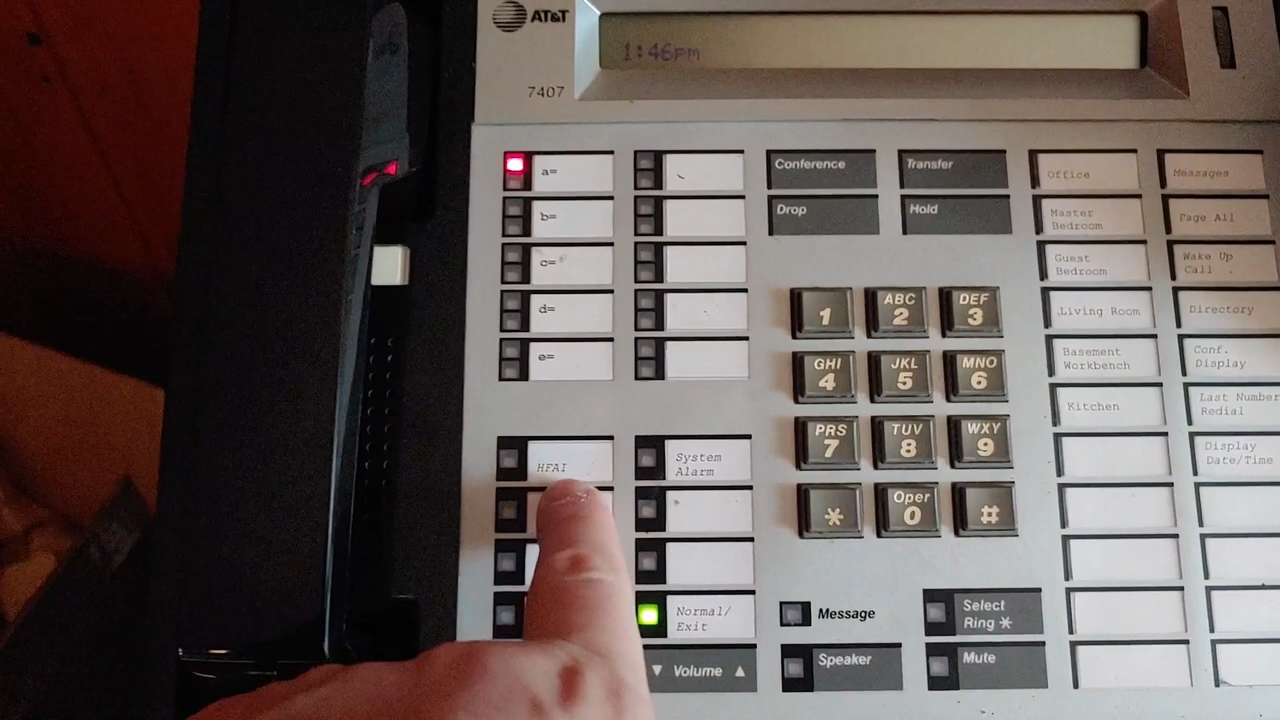 AT&T
1:46pm
7407
a=
b=
c=
d=
e=
Conference
Transfer
Drop
Hold
Office
Messages
Master
Bedroom
Page All
Guest
Bedroom
Wake Up
Call
Living Room
Directory
Basement
Workbench
Conf.
Display
Kitchen
Last Number
Redial
Display
Date/Time
1
ABC
2
DEF
3
GHI
4
JKL
5
MNO
6
PRS
7
TUV
8
WXY
9
*
Oper
0
#
HFAI
System
Alarm
Normal/
Exit
▼ Volume ▲
Message
Select
Ring *
Speaker
Mute